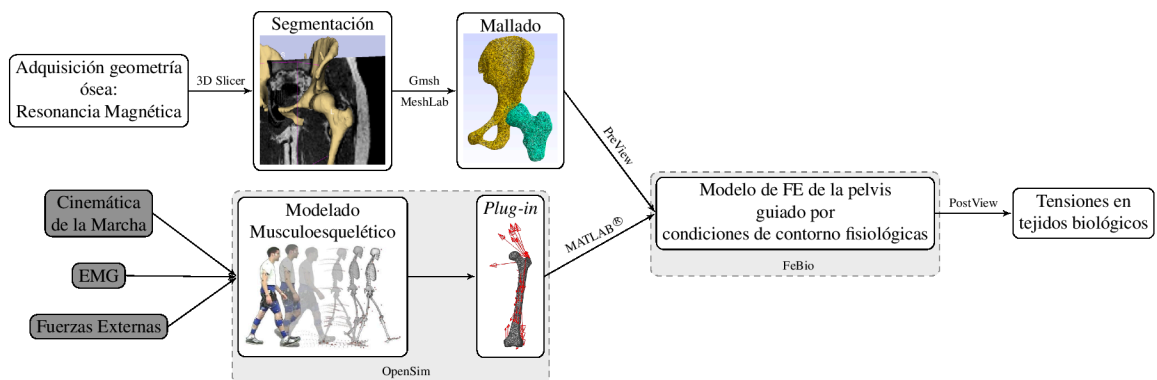 Segmentación
Mallado
Adquisición geometría
ósea:
Resonancia Magnética
3D Slicer
Gmsh
MeshLab
PreView
Cinemática
de la Marcha
EMG
Fuerzas Externas
Modelado
Musculoesquelético
Plug-in
OpenSim
MATLAB®
Modelo de FE de la pelvis
guiado por
condiciones de contorno fisiológicas
FeBio
PostView
Tensiones en
tejidos biológicos